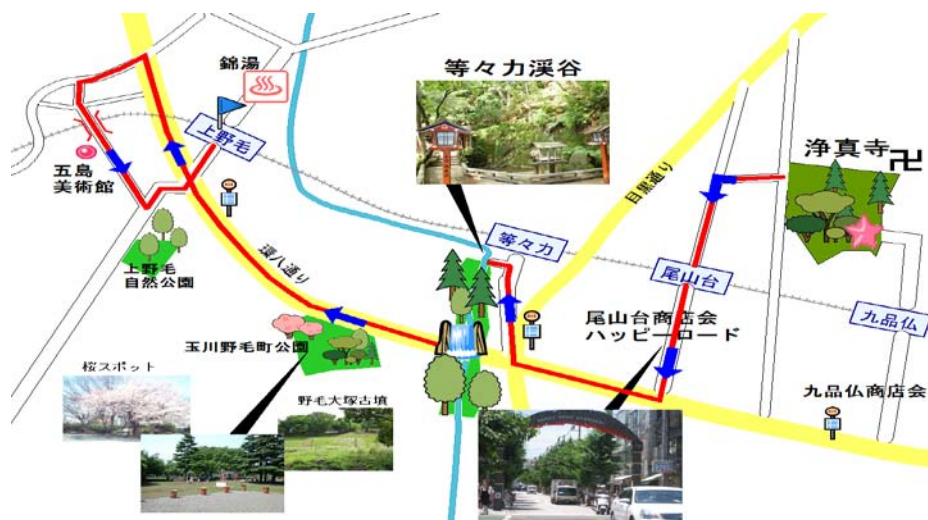 錦湯
等々力渓谷
上野毛
浄真寺
卍
五島
美術館
目黒通り
等々力
上野毛
自然公園
環八通り
尾山台
九品仏
尾山台商店会
ハッピーロード
玉川野毛町公園
桜スポット
野毛大塚古墳
九品仏商店会